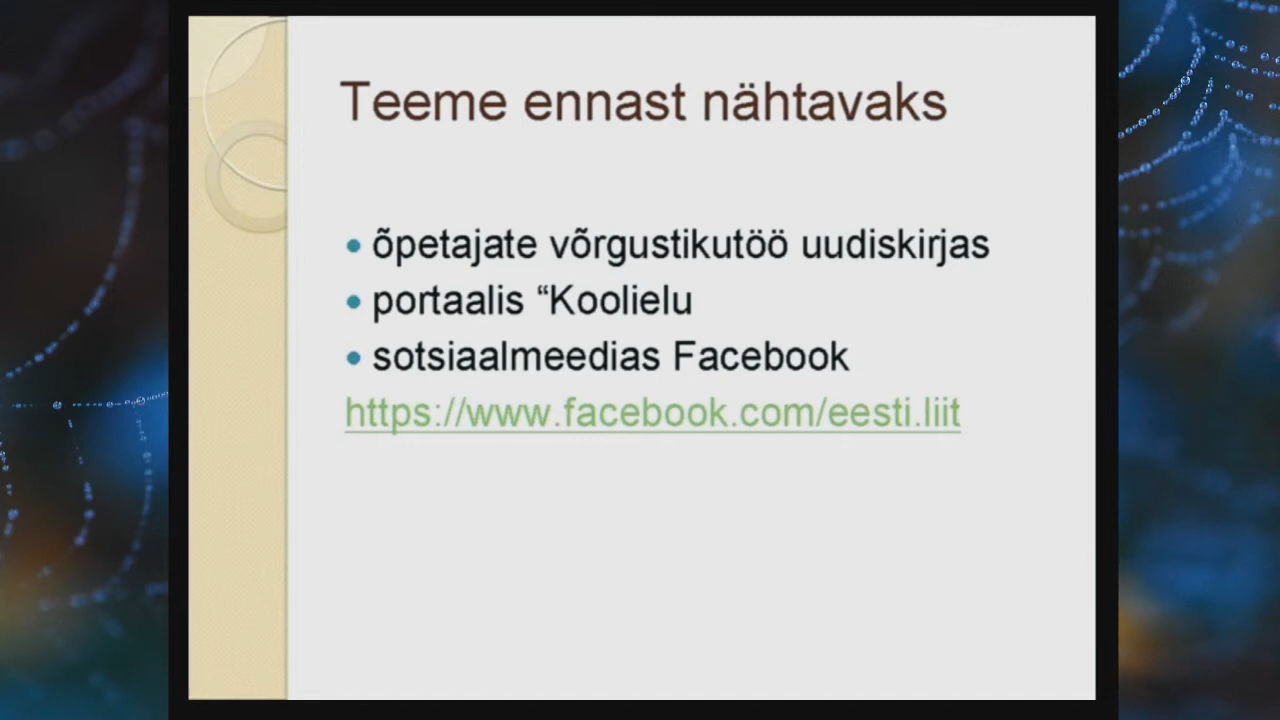 Teeme ennast nähtavaks
• õpetajate võrgustikutöö uudiskirjas
• portaalis “Koolielu
• sotsiaalmeedias Facebook
https://www.facebook.com/eesti.liit